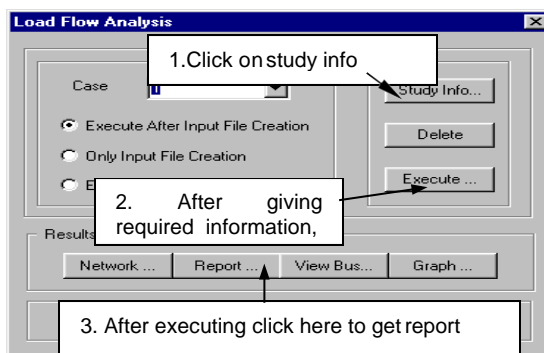 Load Flow Analysis
1.Click on study info
Case 1
Study Info...
Execute After Input File Creation
Delete
Only Input File Creation
Execute ...
E
2. After giving
required information,
Results
Network ...
Report ...
View Bus...
Graph ...
3. After executing click here to get report